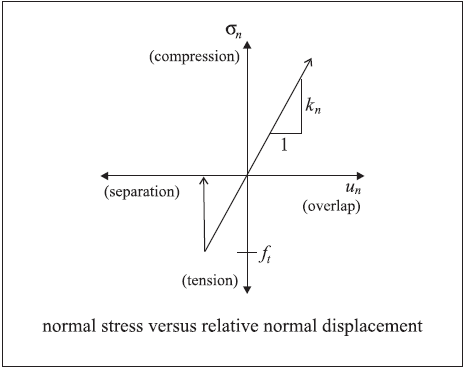 σn
(compression)
kn
1
(separation)
un
(overlap)
ft
(tension)
normal stress versus relative normal displacement